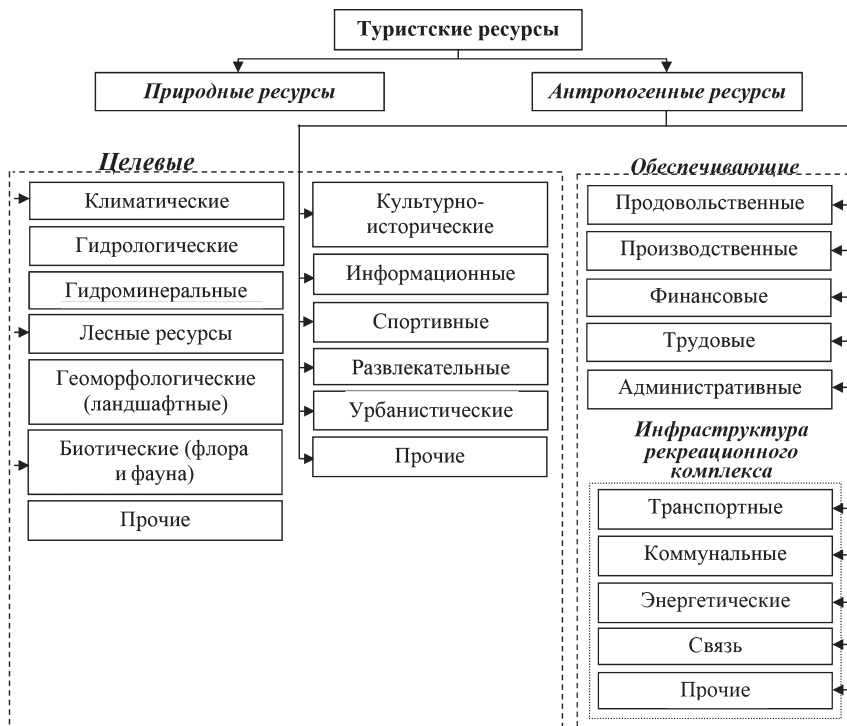 Туристские ресурсы
Природные ресурсы
Антропогенные ресурсы
Целевые
Климатические
Гидрологические
Гидроминеральные
Лесные ресурсы
Геоморфологические
(ландшафтные)
Биотические (флора
и фауна)
Прочие
Культурно-
исторические
Информационные
Спортивные
Развлекательные
Урбанистические
Прочие
Обеспечивающие
Продовольственные
Производственные
Финансовые
Трудовые
Административные
Инфраструктура
рекреационного
комплекса
Транспортные
Коммунальные
Энергетические
Связь
Прочие